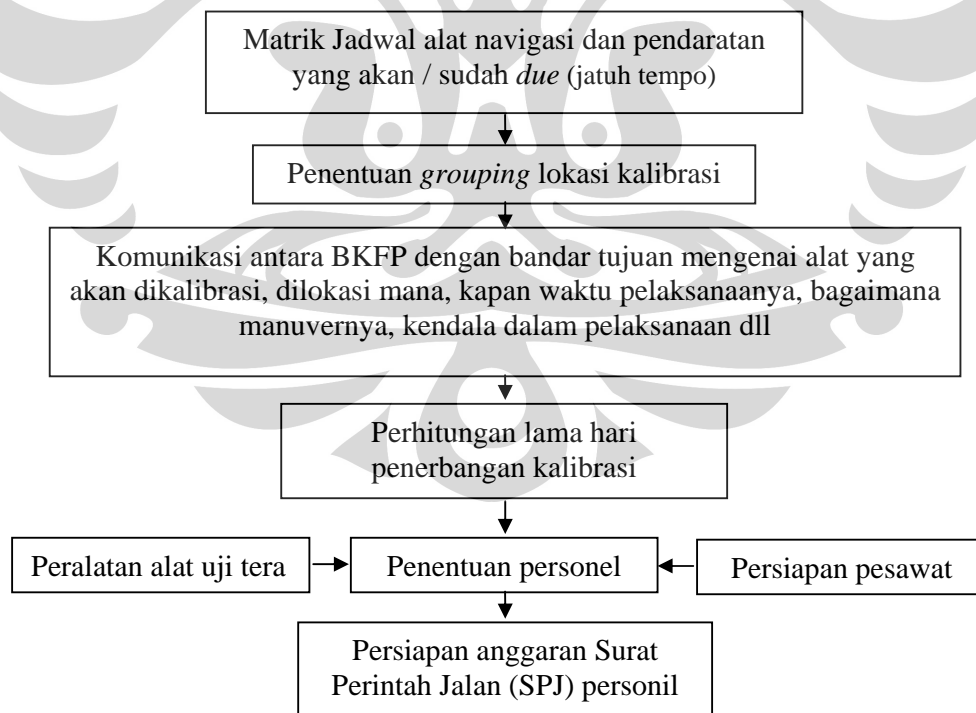 Matrik Jadwal alat navigasi dan pendaratan
yang akan / sudah due (jatuh tempo)
Penentuan grouping lokasi kalibrasi
Komunikasi antara BKFP dengan bandar tujuan mengenai alat yang
akan dikalibrasi, dilokasi mana, kapan waktu pelaksanaanya, bagaimana
manuvernya, kendala dalam pelaksanaan dll
Perhitungan lama hari
penerbangan kalibrasi
Peralatan alat uji tera
Penentuan personel
Persiapan pesawat
Persiapan anggaran Surat
Perintah Jalan (SPJ) personil